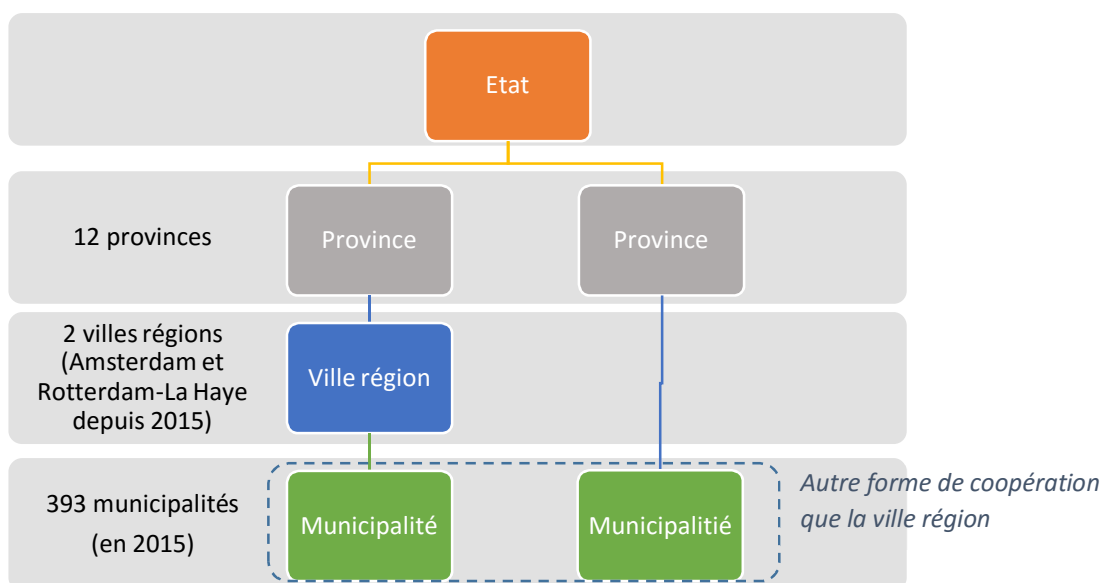 Etat
12 provinces
Province
Province
2 villes régions
(Amsterdam et
Rotterdam-La Haye
depuis 2015)
Ville région
393 municipalités
(en 2015)
Municipalité
Municipalitié
Autre forme de coopération
que la ville région